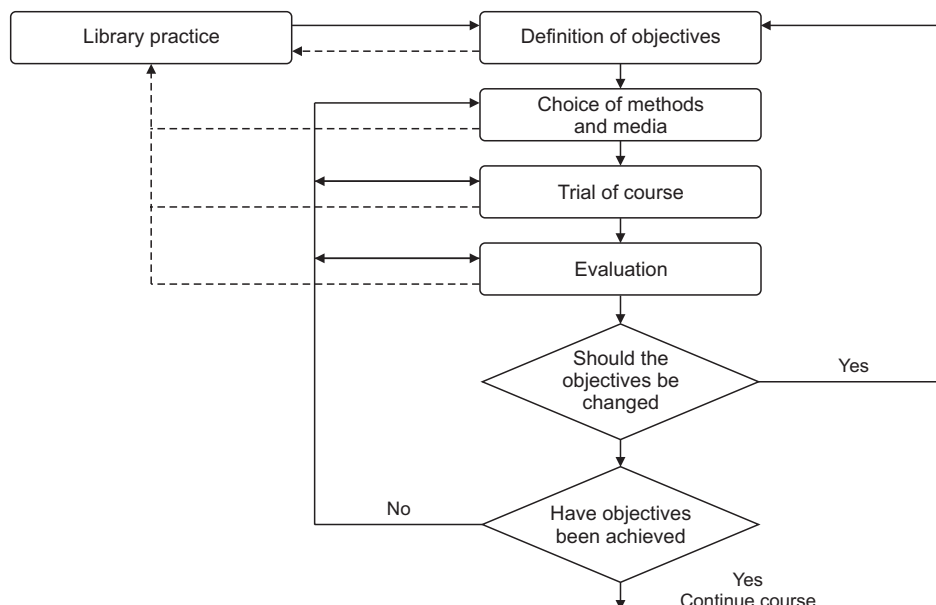 Library practice
Definition of objectives
Choice of methods
and media
Trial of course
Evaluation
Should the
objectives be
changed
Yes
No
Have objectives
been achieved
Yes
Continue course